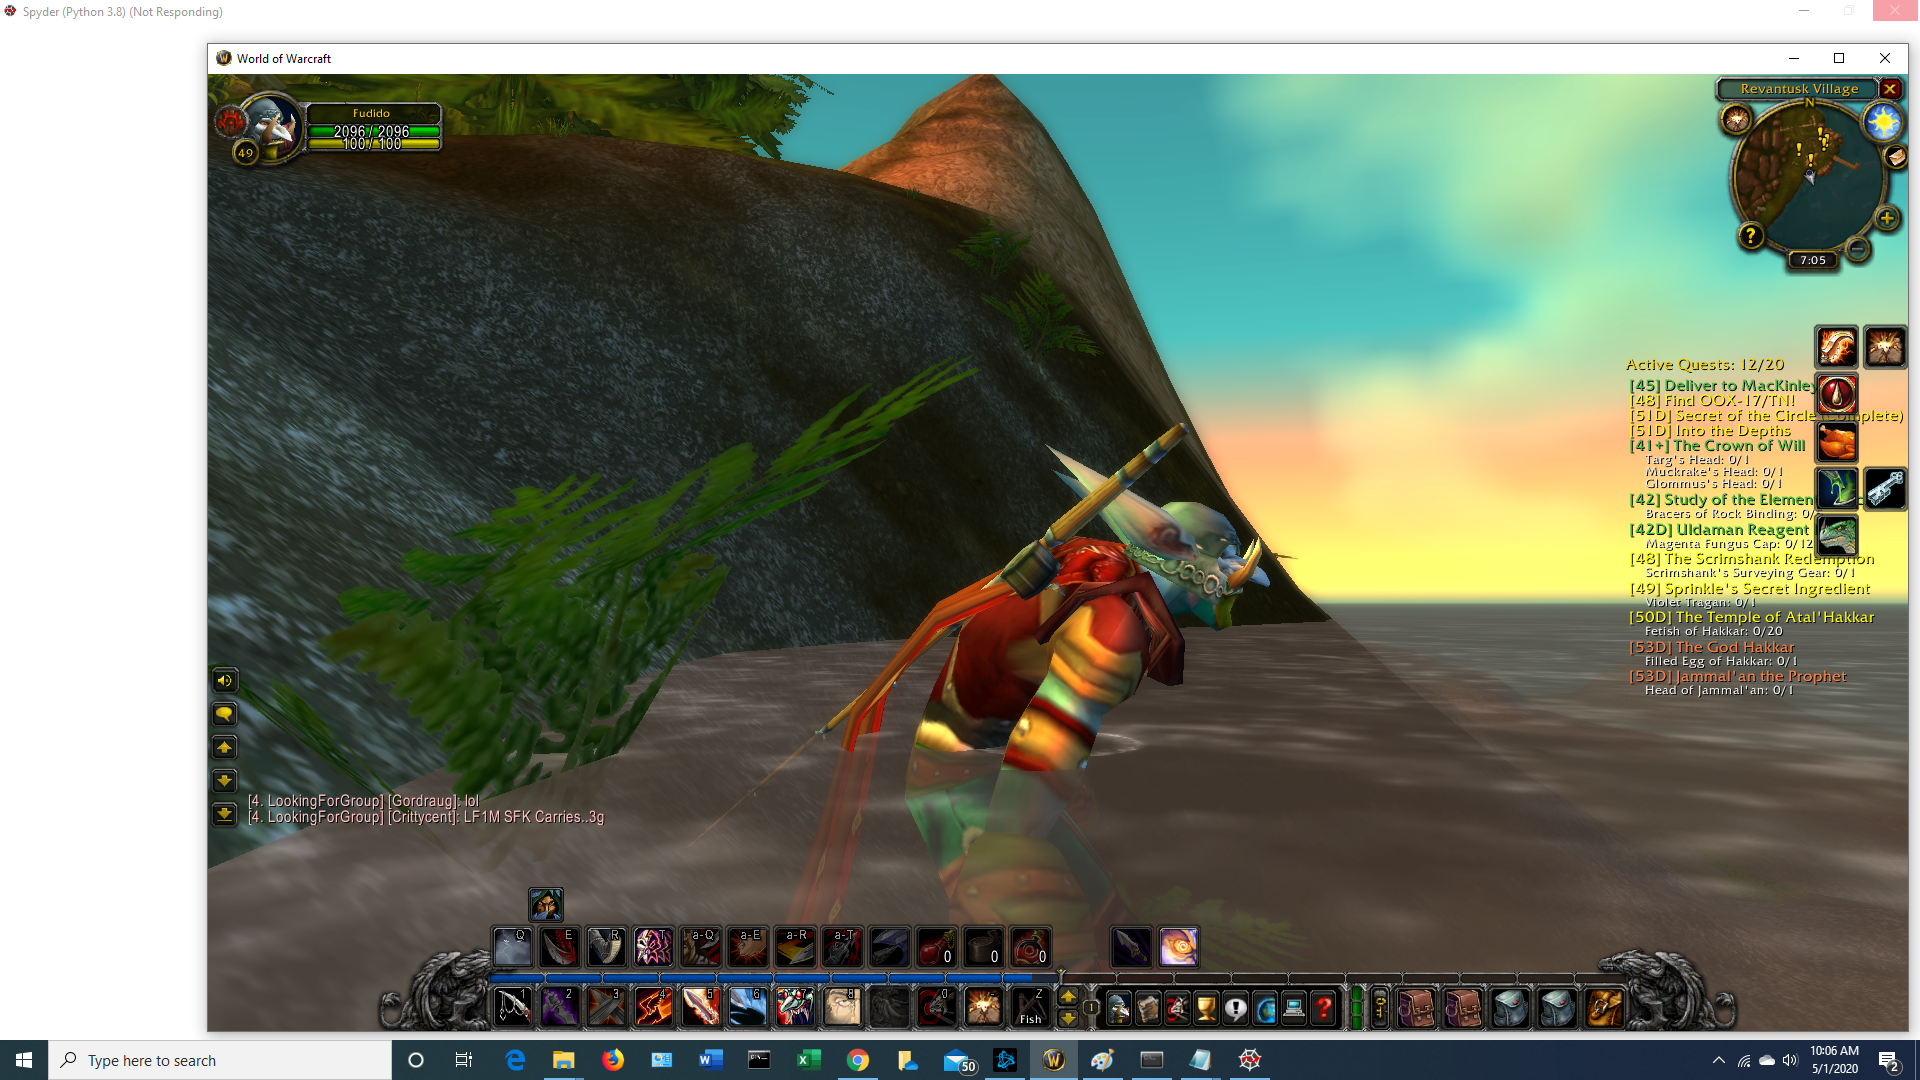 Spyder (Python 3.8) (Not Responding)
World of Warcraft
Fudido
2096 / 2096
100 / 100
49
Revantusk Village
N
7:05
Active Quests: 12/20
[45] Deliver to MacKinley
[48] Find OOX-17/TN!
[51D] Secret of the Circle (Complete)
[51D] Into the Depths
[41+] The Crown of Will
Targ's Head: 0/1
Muckrake's Head: 0/1
Glommus's Head: 0/1
[42] Study of the Elemen
Bracers of Rock Binding: 0/
[42D] Uldaman Reagent
Magenta Fungus Cap: 0/12
[48] The Scrimshank Redemption
Scrimshank's Surveying Gear: 0/1
[49] Sprinkle's Secret Ingredient
Violet Tragan: 0/1
[50D] The Temple of Atal'Hakkar
Fetish of Hakkar: 0/20
[53D] The God Hakkar
Filled Egg of Hakkar: 0/1
[53D] Jammal'an the Prophet
Head of Jammal'an: 0/1
[4. LookingForGroup] [Gordraug]: lol
[4. LookingForGroup] [Crittycent]: LF1M SFK Carries..3g
Q E R T a-Q a-E a-R a-T 0 0 0
1 2 3 4 5 6 7 8 0 Z
Fish
1
Type here to search
50
10:06 AM
5/1/2020
2